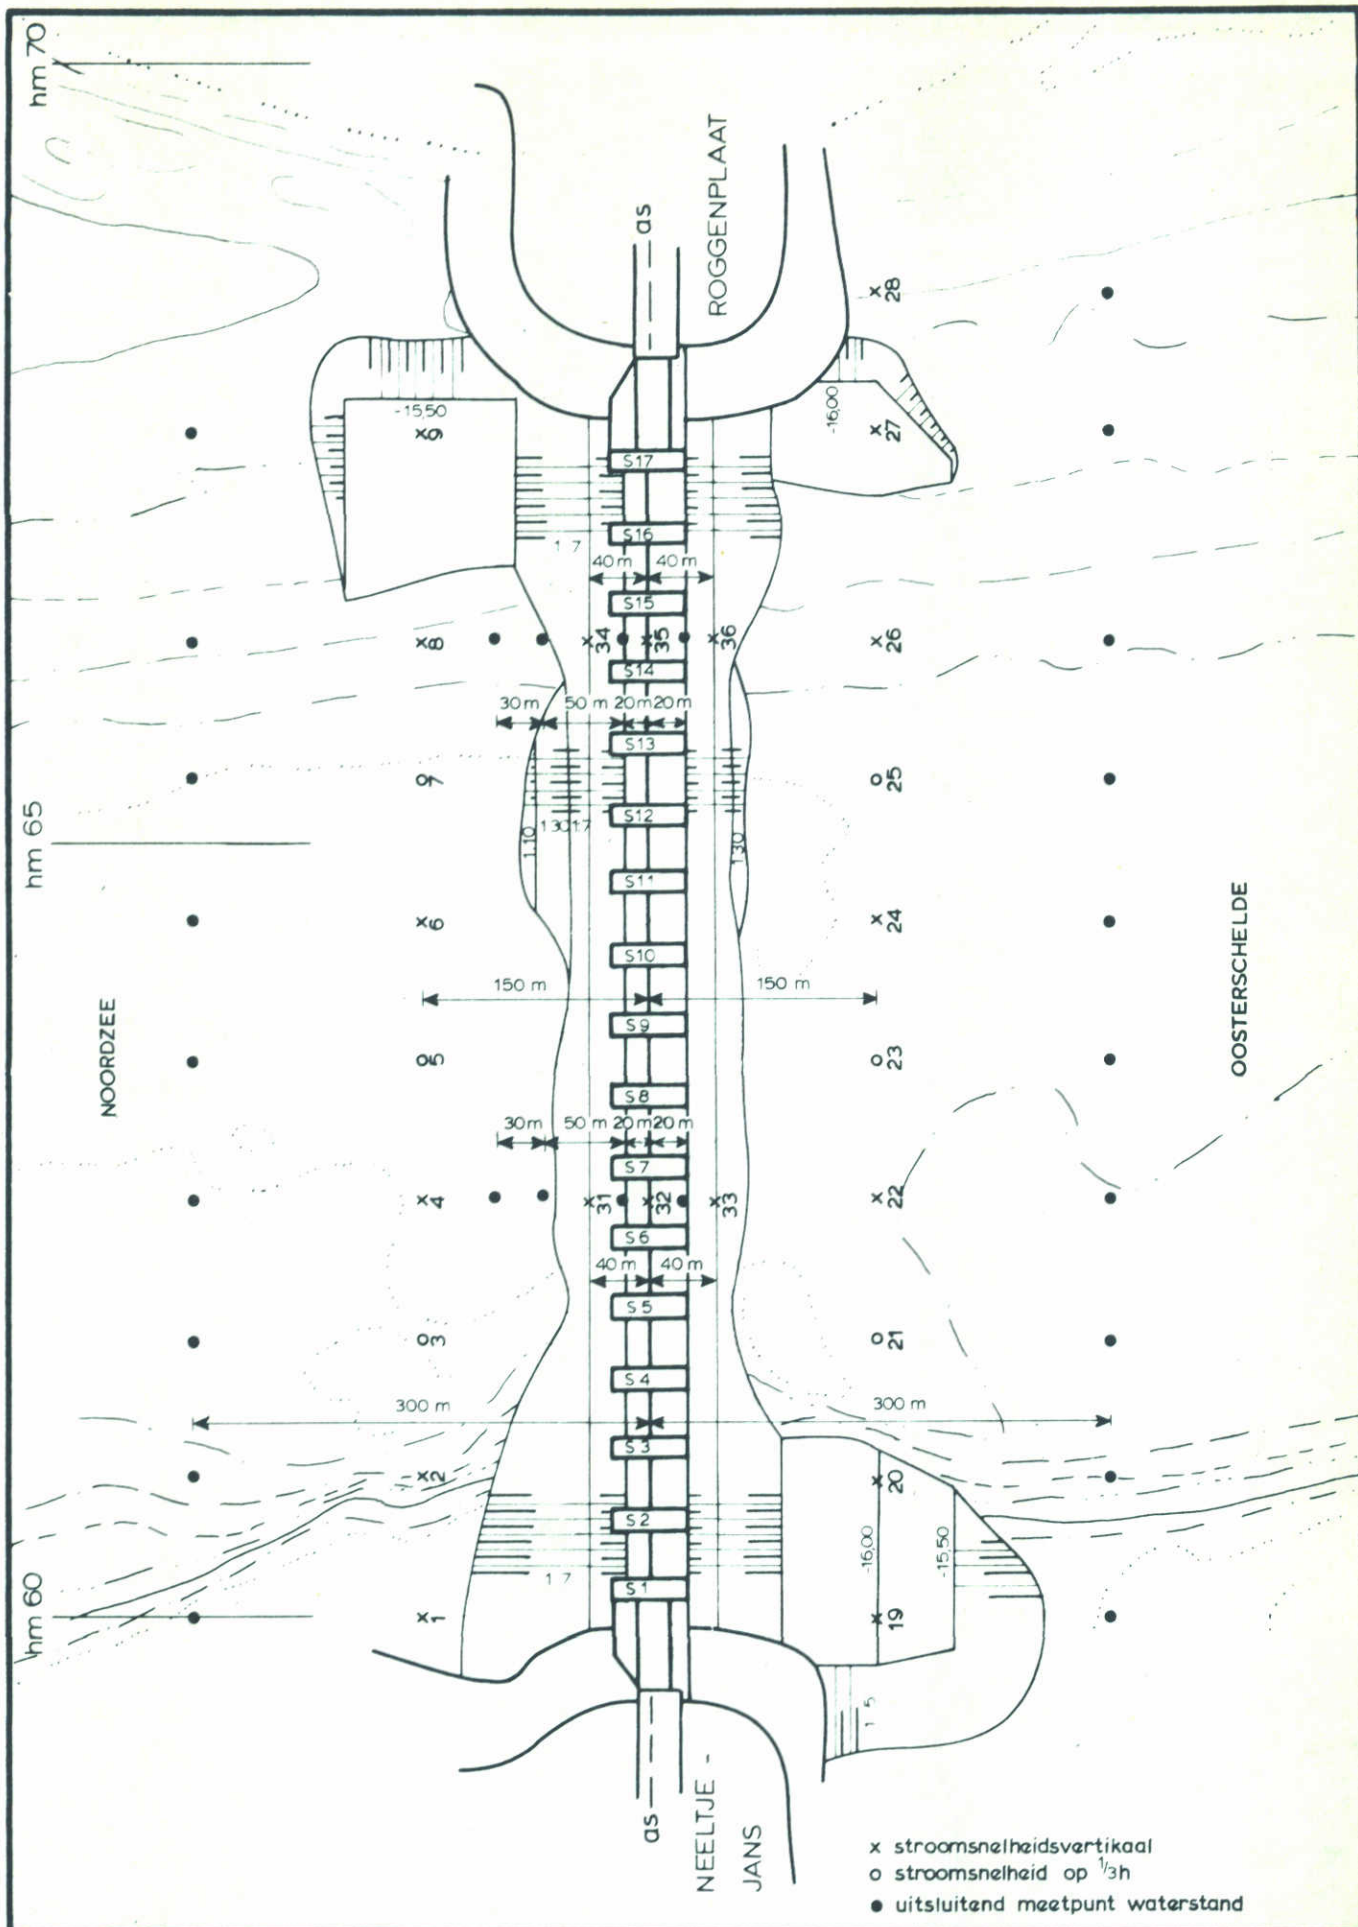 hm 70
hm 65
hm 60
NOORDZEE
OOSTERSCHELDE
ROGGENPLAAT
as
as
NEELTJE -
JANS
-15,50
9
-16,00
27
28
S17
S16
1 7
40 m
40 m
S15
8
34
35
36
26
S14
30 m
50 m
20 m
20 m
S13
7
25
S12
1:10
1:30
1:7
1:30
S11
6
24
S10
150 m
150 m
S9
5
23
S8
30 m
50 m
20 m
20 m
S7
4
31
32
33
22
S6
40 m
40 m
S5
3
21
S4
300 m
300 m
S3
2
20
S2
-16,00
-15,50
1 7
S1
1
19
1 5
x stroomsnelheidsvertikaal
o stroomsnelheid op 1/3h
● uitsluitend meetpunt waterstand